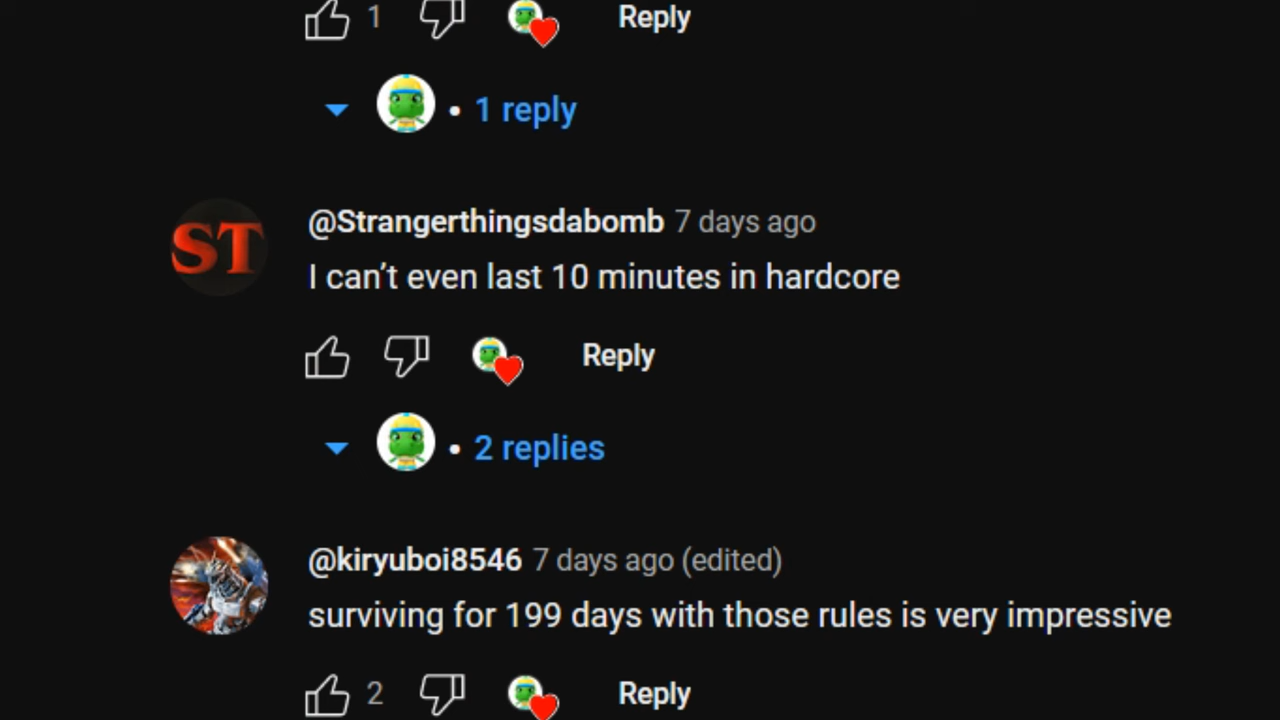 1 Reply
• 1 reply
ST
@Strangerthingsdabomb 7 days ago
I can’t even last 10 minutes in hardcore
Reply
• 2 replies
@kiryuboi8546 7 days ago (edited)
surviving for 199 days with those rules is very impressive
2 Reply